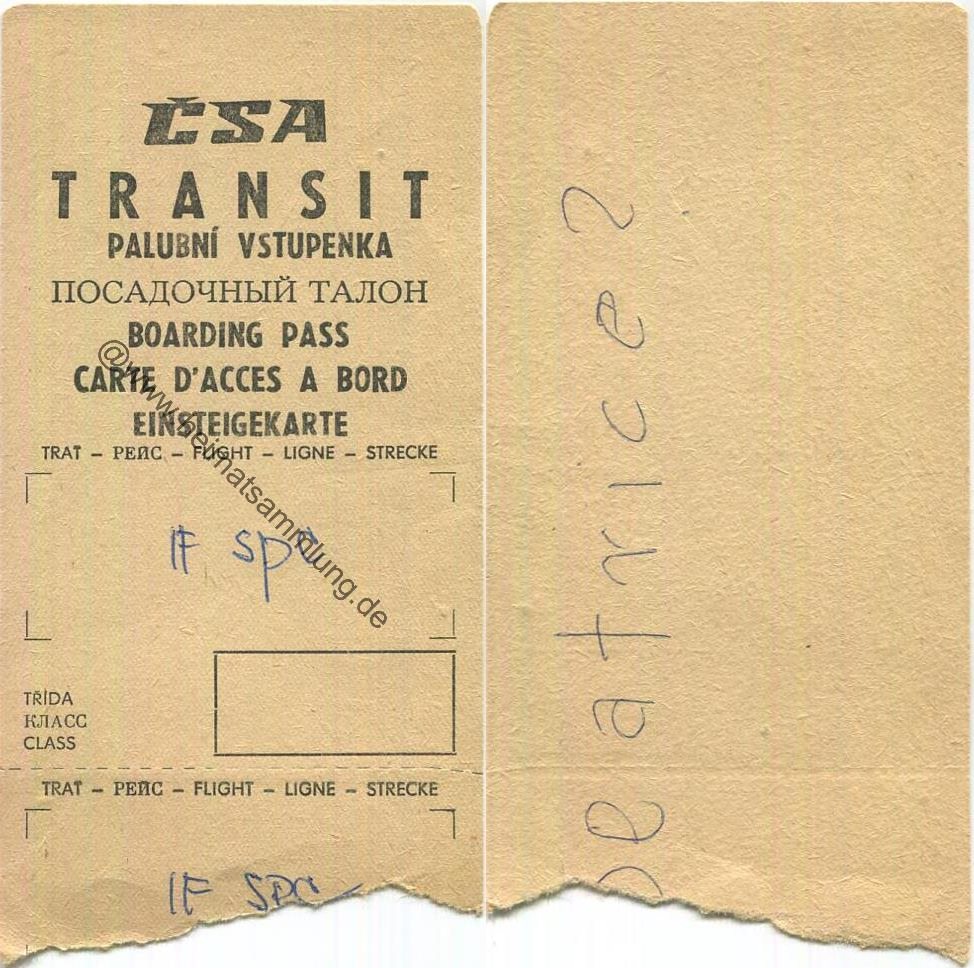 ČSA
TRANSIT
PALUBNÍ VSTUPENKA
ПОСАДОЧНЫЙ ТАЛОН
BOARDING PASS
CARTE D'ACCES A BORD
EINSTEIGEKARTE
TRAŤ – РЕЙС – FLIGHT – LIGNE – STRECKE
IF SPC
TŘÍDA
КЛАСС
CLASS
TRAŤ – РЕЙС – FLIGHT – LIGNE – STRECKE
IF SPC
@www.heimatsammlung.de
eatrice